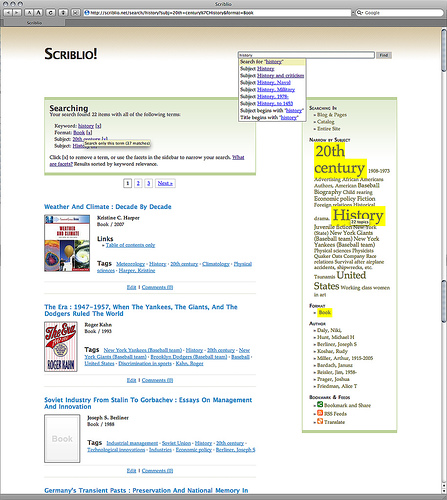 Scriblio
http://scriblio.net/search/history?subj=20th+century%7CHistory&format=Book
Google
Scriblio
SCRIBLIO!
history
Find
Search for "history"
Subject History
Subject History and criticism
Subject History, Naval
Subject History, Military
Subject History, 1978-
Subject History, to 1453
Subject begins with "history"
Title begins with "history"
Searching
Your search found 22 items with all of the following terms:
Keyword: history [x]
Format: Book [x]
Subject: 20th
Search only this term (37 matches)
Subject: Hist
Click [x] to remove a term, or use the facets in the sidebar to narrow your search. What
are facets? Results sorted by keyword relevance.
1 2 3 Next »
Weather And Climate : Decade By Decade
Kristine C. Harper
Book / 2007
Links
» Table of contents only
Tags Meteorology - History - 20th century - Climatology - Physical
sciences - Harper, Kristine
Edit | Comments (0)
The Era : 1947-1957, When The Yankees, The Giants, And The
Dodgers Ruled The World
Roger Kahn
Book / 1993
The Era
ROGER KAHN
Tags New York Yankees (Baseball team) - History - 20th century - New
York Giants (Baseball team) - Brooklyn Dodgers (Baseball team) - Baseball -
United States - Discrimination in sports - Kahn, Roger
Edit | Comments (0)
Soviet Industry From Stalin To Gorbachev : Essays On Management
And Innovation
Joseph S. Berliner
Book / 1988
Book
Tags Industrial management - Soviet Union - History - 20th century -
Technological innovations - Industries - Economic policy - Berliner, Joseph S
Edit | Comments (0)
Germany's Transient Pasts : Preservation And National Memory In
SEARCHING IN
» Blog & Pages
» Catalog
» Entire Site
NARROW BY SUBJECT
20th
century 1908-1973
Advertising African Americans
Authors, American Baseball
Biography Child rearing
Economic policy Fiction
Foreign relations Historical
drama. History
22 topics
Juvenile fiction New York
(State) New York Giants
(Baseball team) New York
Yankees (Baseball team)
Physical sciences Physicians
Quaker Oats Company Race
relations Survival after airplane
accidents, shipwrecks, etc.
Tsunamis United
States Working class women
in art
FORMAT
» Book
AUTHOR
» Daly, Niki,
» Hunt, Michael H
» Berliner, Joseph S
» Koshar, Rudy
» Miller, Arthur, 1915-2005
» Bardach, Janusz
» Reisler, Jim, 1958-
» Prager, Joshua
» Friedman, Alice T
BOOKMARK & FEEDS
Bookmark and Share
RSS Feeds
Translate